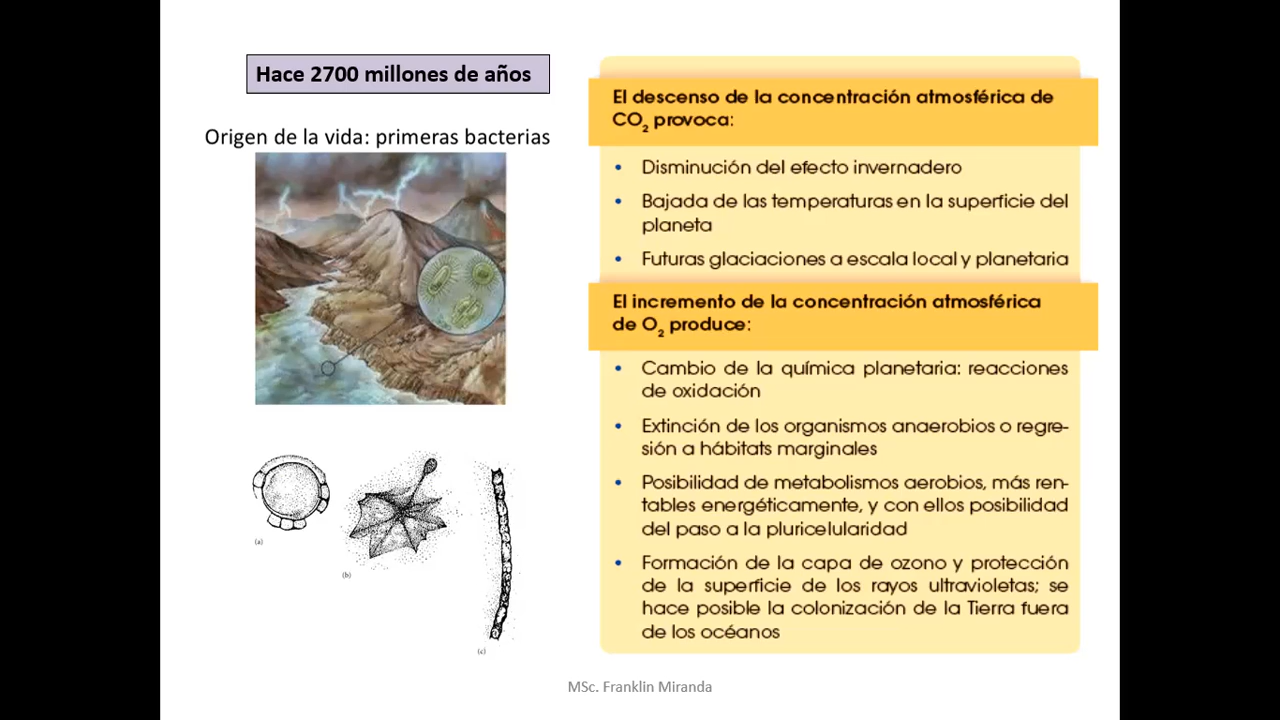 Hace 2700 millones de años
Origen de la vida: primeras bacterias
(a)
(b)
(c)
El descenso de la concentración atmosférica de
CO2 provoca:
• Disminución del efecto invernadero
• Bajada de las temperaturas en la superficie del
planeta
• Futuras glaciaciones a escala local y planetaria
El incremento de la concentración atmosférica
de O2 produce:
• Cambio de la química planetaria: reacciones
de oxidación
• Extinción de los organismos anaerobios o regre-
sión a hábitats marginales
• Posibilidad de metabolismos aerobios, más ren-
tables energéticamente, y con ellos posibilidad
del paso a la pluricelularidad
• Formación de la capa de ozono y protección
de la superficie de los rayos ultravioletas; se
hace posible la colonización de la Tierra fuera
de los océanos
MSc. Franklin Miranda